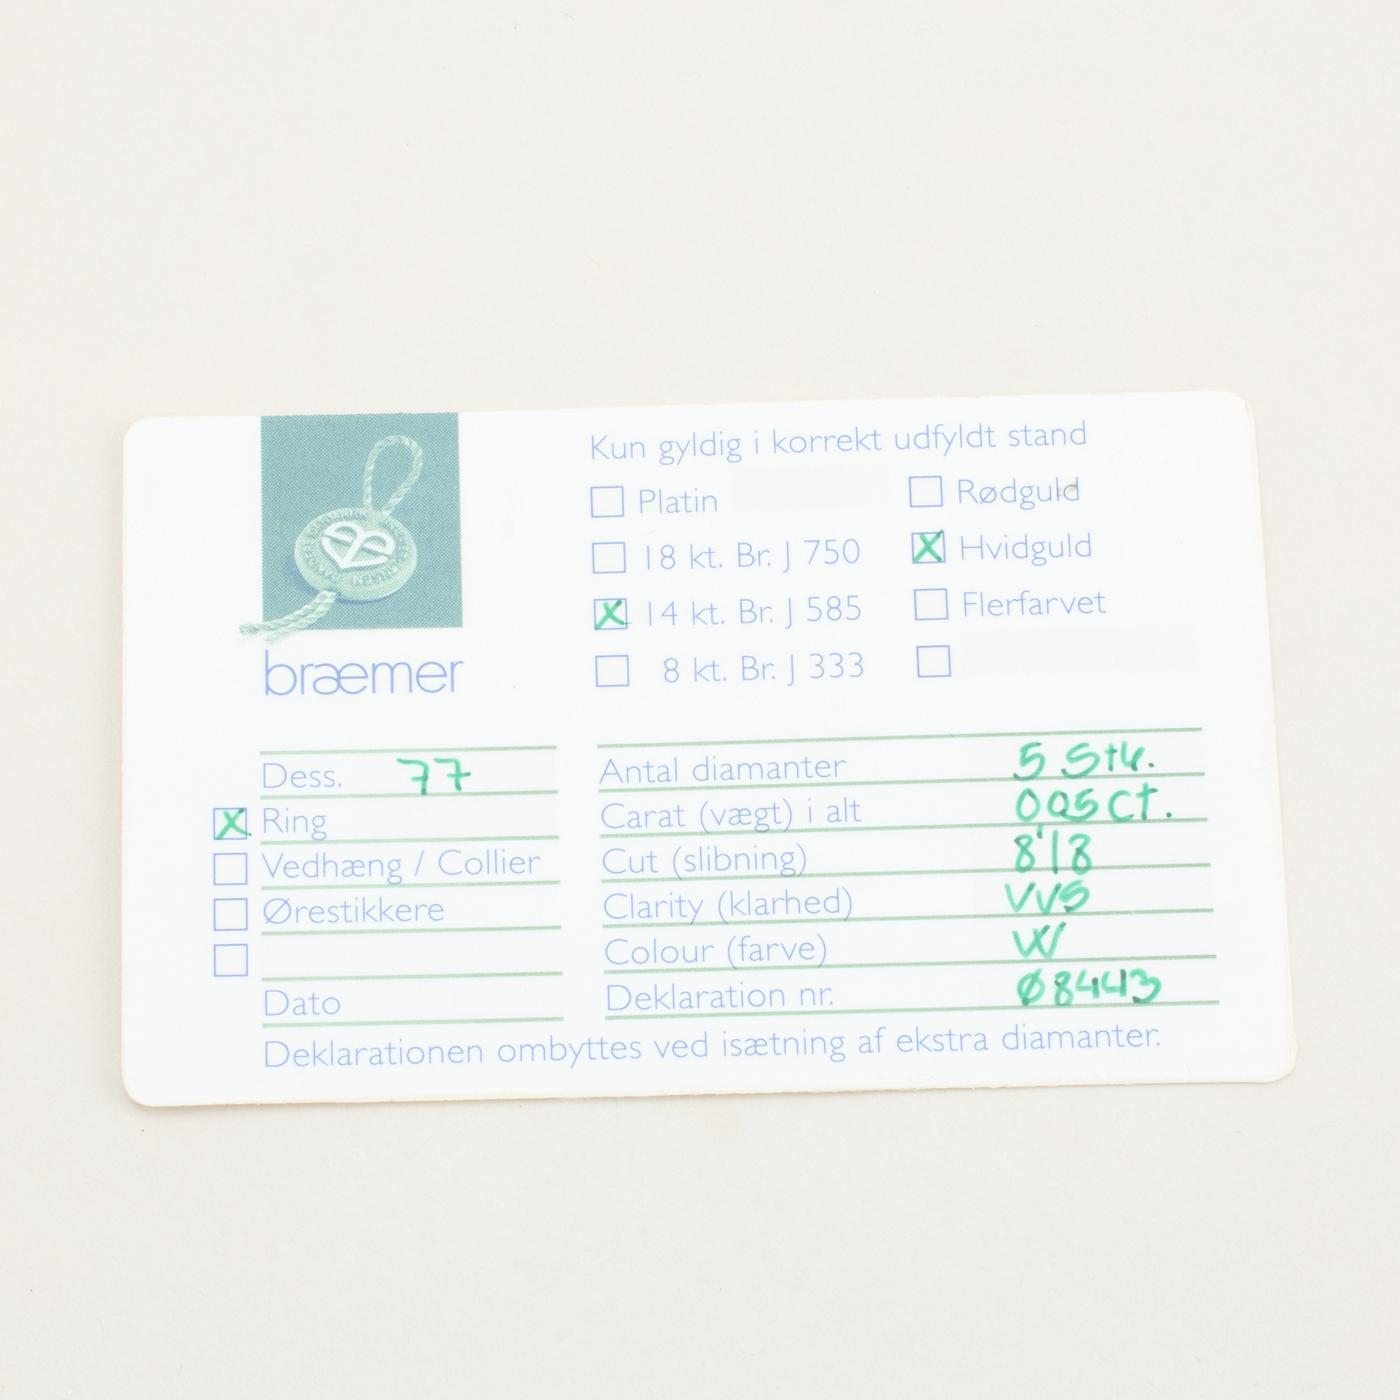 Kun gyldig i korrekt udfyldt stand
Platin
Rødguld
18 kt. Br. J 750
X Hvidguld
X 14 kt. Br. J 585
Flerfarvet
8 kt. Br. J 333
bræmer
Dess. 77
X Ring
Vedhæng / Collier
Ørestikkere
Dato
Antal diamanter 5 Stk.
Carat (vægt) i alt 0,05 Ct.
Cut (slibning) 8/8
Clarity (klarhed) VVS
Colour (farve) W
Deklaration nr. Ø8443
Deklarationen ombyttes ved isætning af ekstra diamanter.